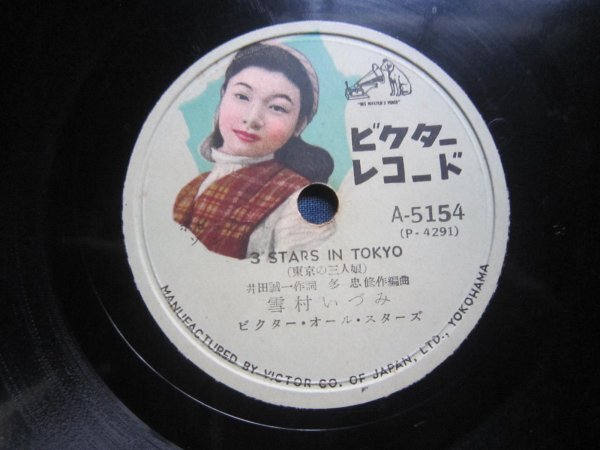 "HIS MASTER'S VOICE"
ビクター
レコード
A-5154
(P-4291)
3 STARS IN TOKYO
(東京の三人娘)
井田誠一作詞 多 忠修作編曲
雪村いづみ
ビクター・オール・スターズ
MANUFACTURED BY VICTOR CO. OF JAPAN, LTD., YOKOHAMA